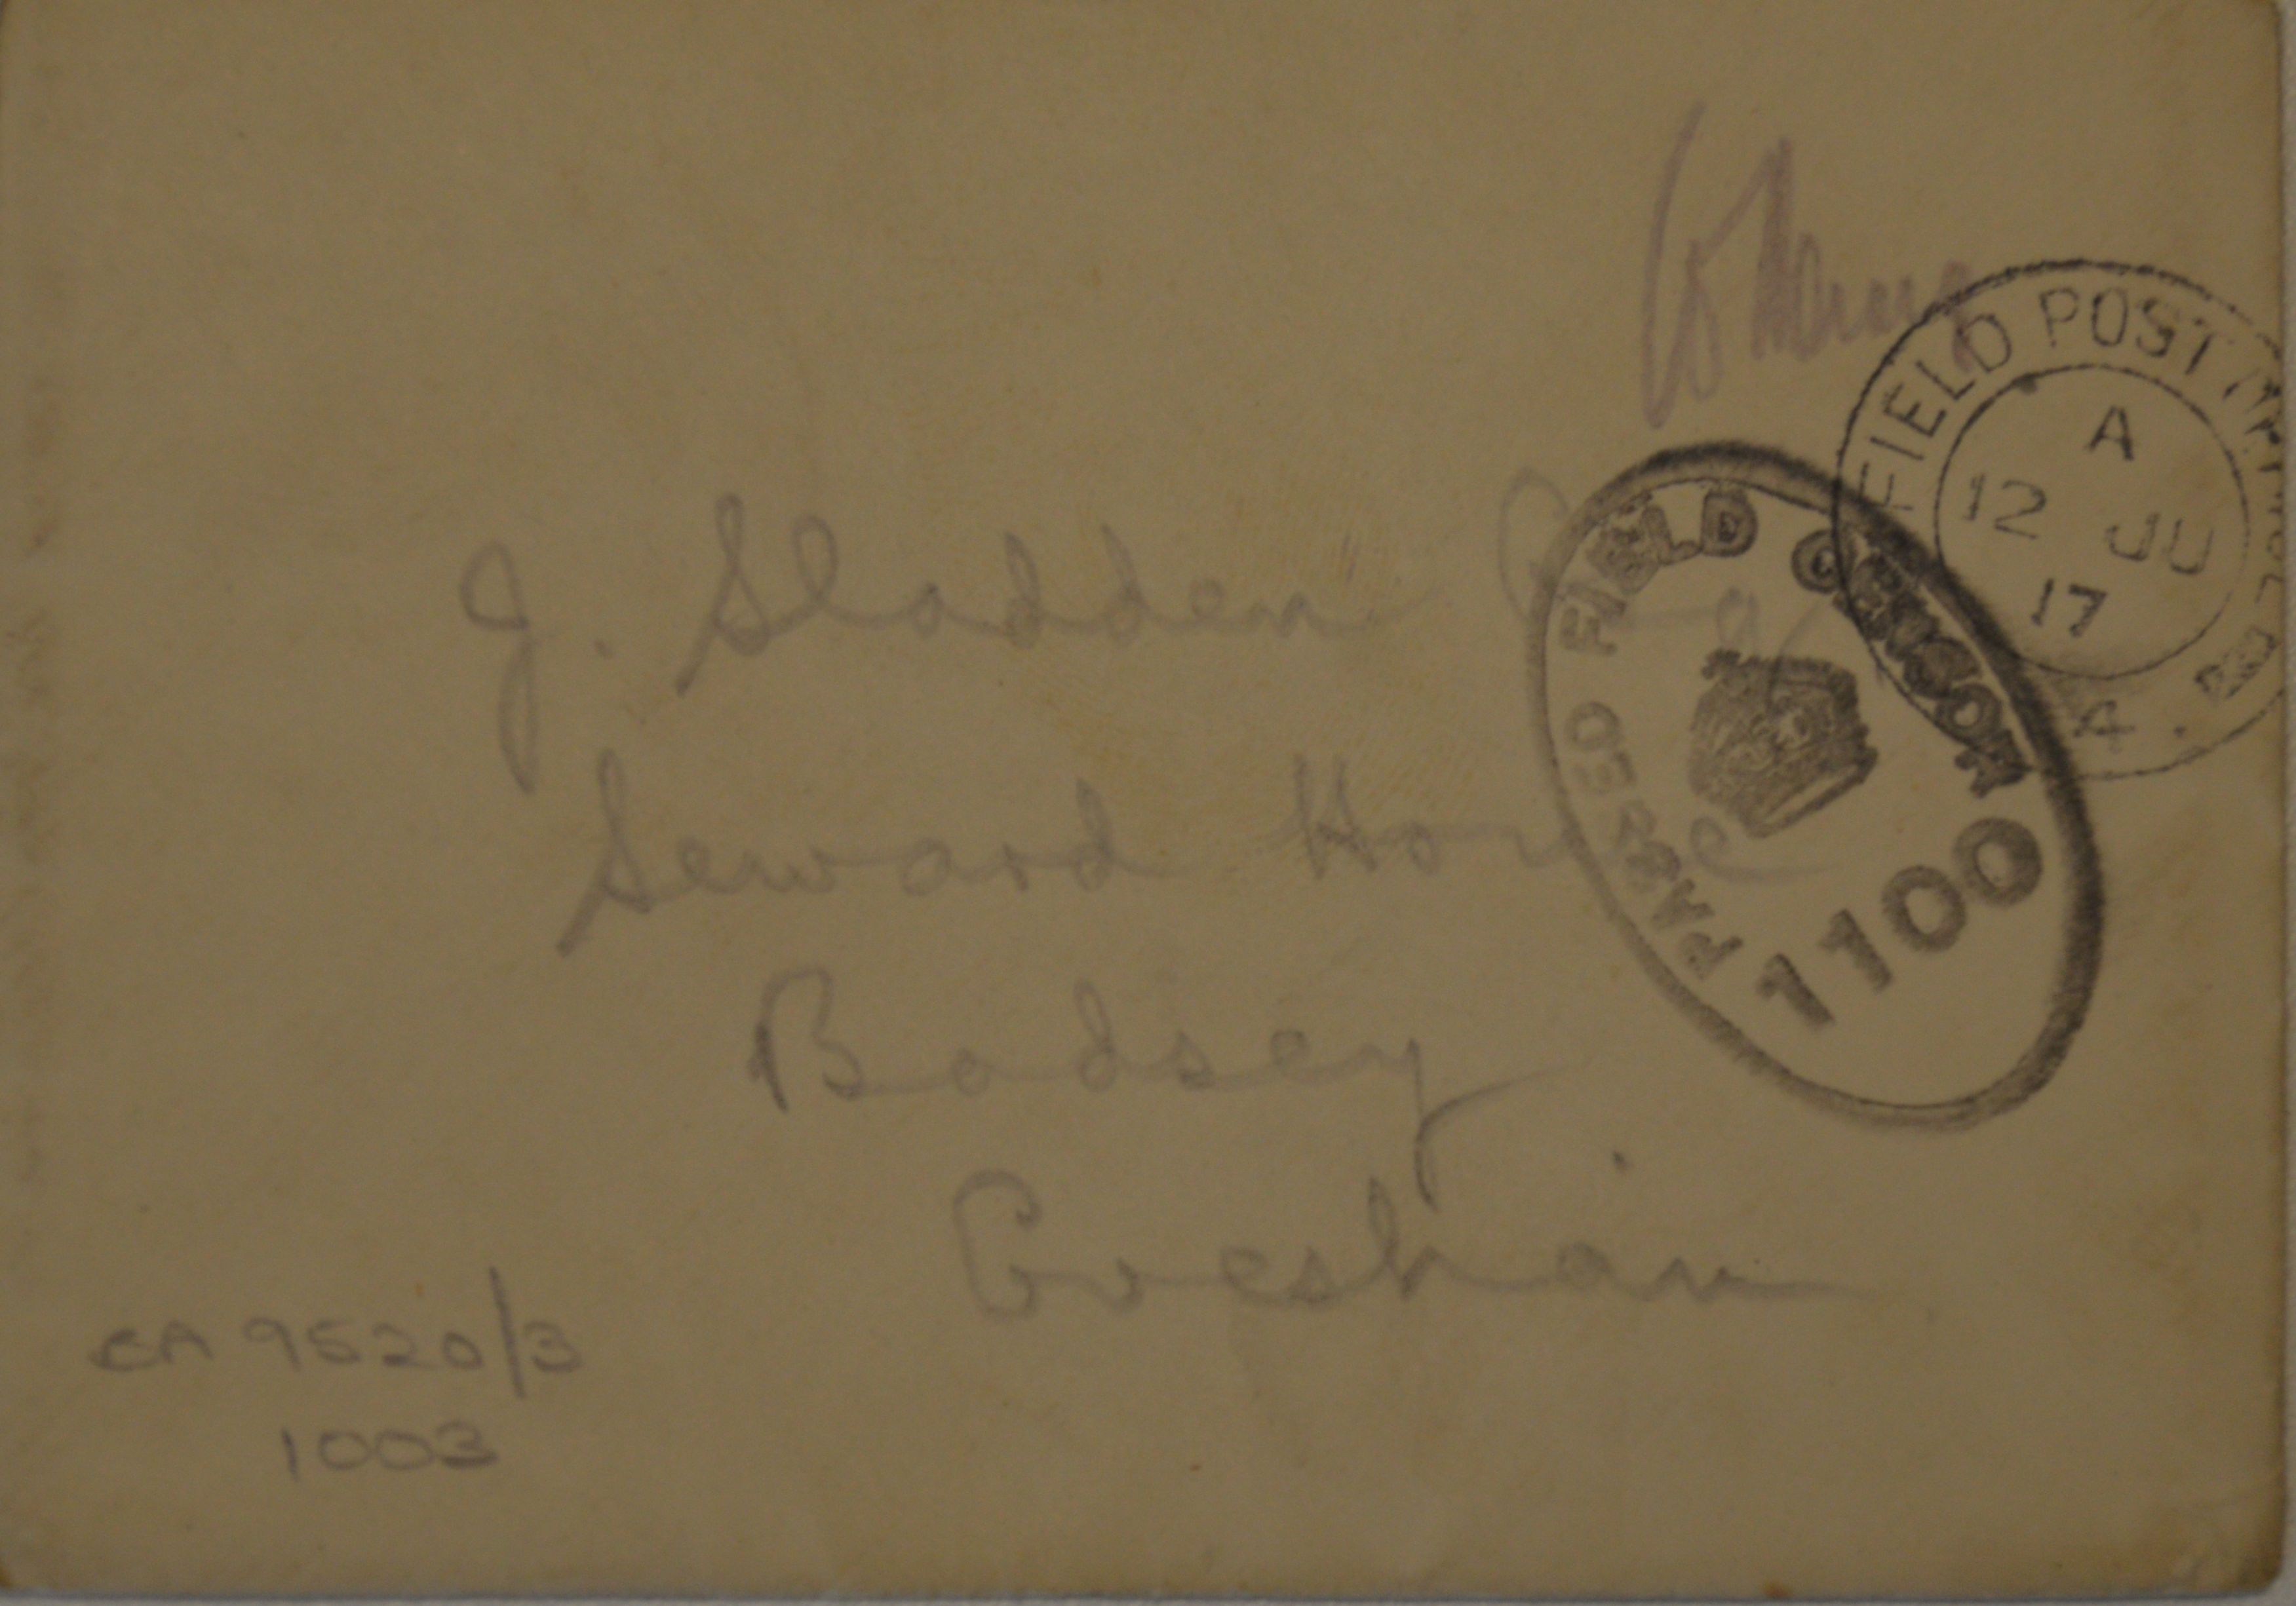 FIELD POST OFFICE
A
12 JU
17
J. Sladden Esq
PASSED FIELD CENSOR
1100
Seward House
Badsey
Evesham
CA 9520/3
1003